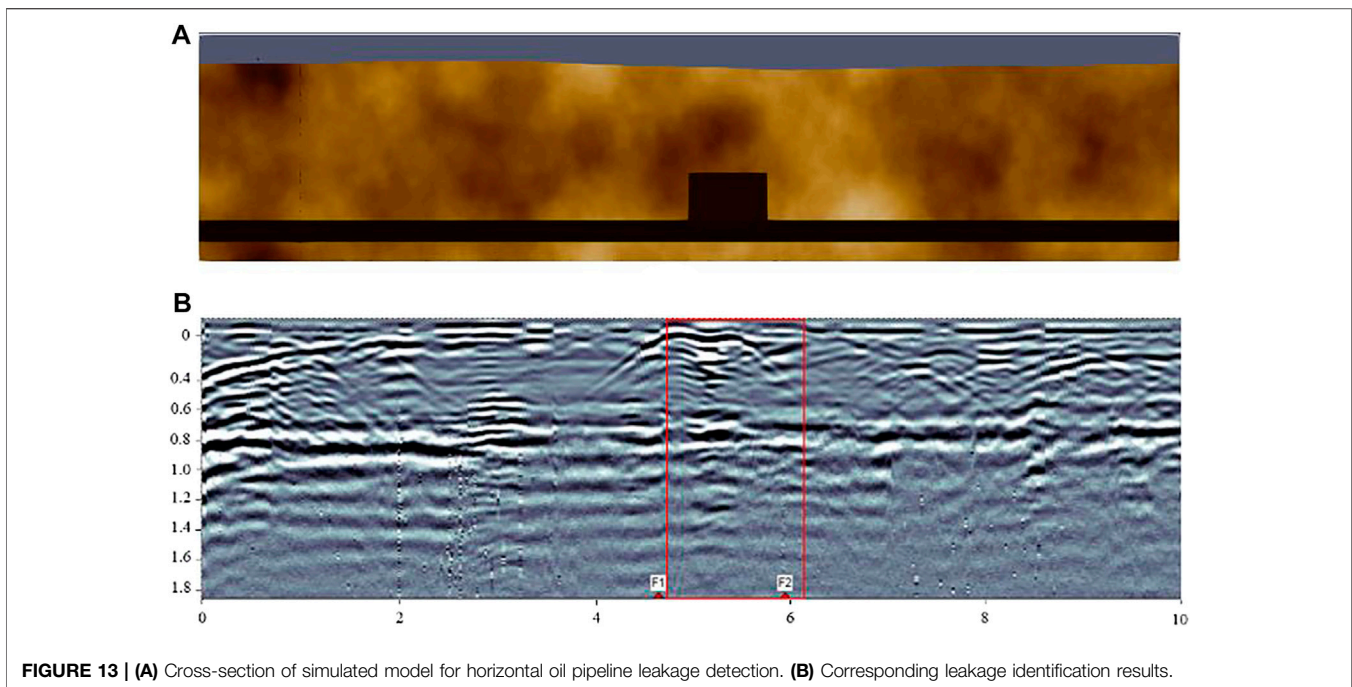 A
B
0
0.4
0.6
0.8
1.0
1.2
1.4
1.6
1.8
F1 F2
0 2 4 6 8 10
FIGURE 13 | (A) Cross-section of simulated model for horizontal oil pipeline leakage detection. (B) Corresponding leakage identification results.